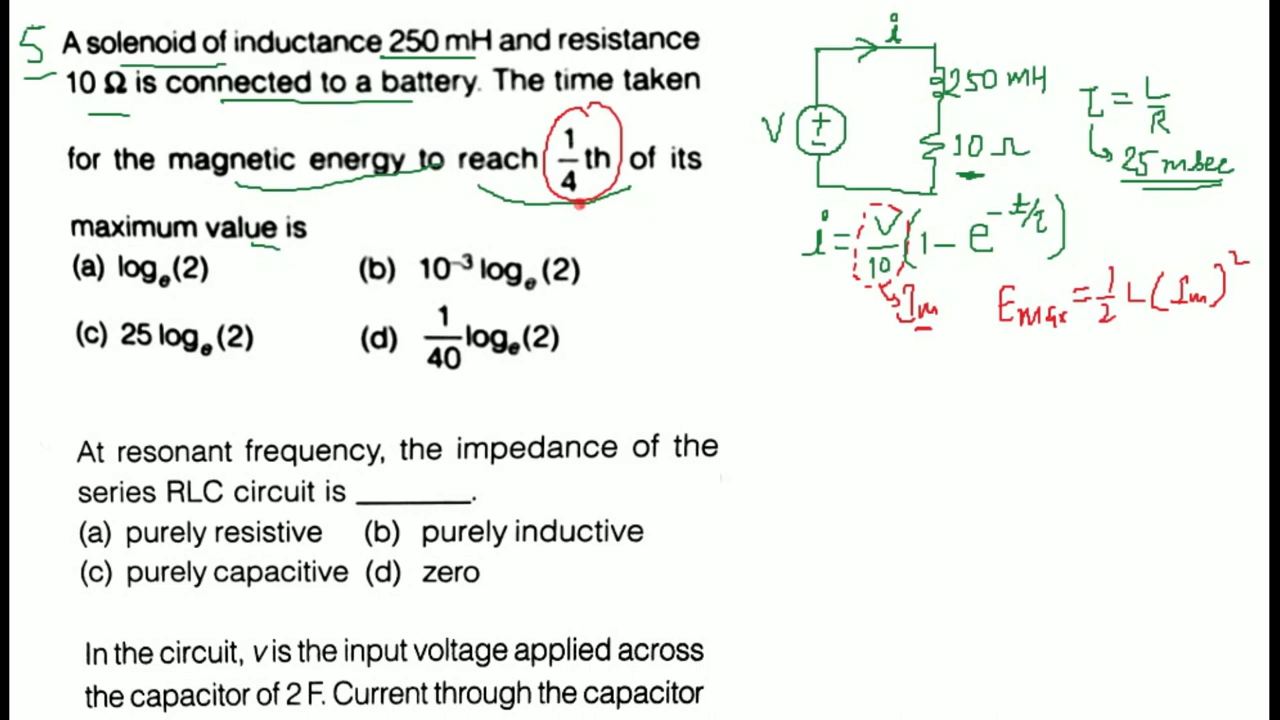 5 A solenoid of inductance 250 mH and resistance
10 Ω is connected to a battery. The time taken
for the magnetic energy to reach 1/4 th of its
maximum value is
(a) logₑ(2) (b) 10⁻³ logₑ(2)
(c) 25 logₑ(2) (d) 1/40 logₑ(2)
i
V + -
250 mH
10 Ω
τ = L/R
25 msec
i = V/10 (1 - e^(-t/τ))
Im
Emax = 1/2 L (Im)²
At resonant frequency, the impedance of the
series RLC circuit is ________.
(a) purely resistive (b) purely inductive
(c) purely capacitive (d) zero
In the circuit, v is the input voltage applied across
the capacitor of 2 F. Current through the capacitor